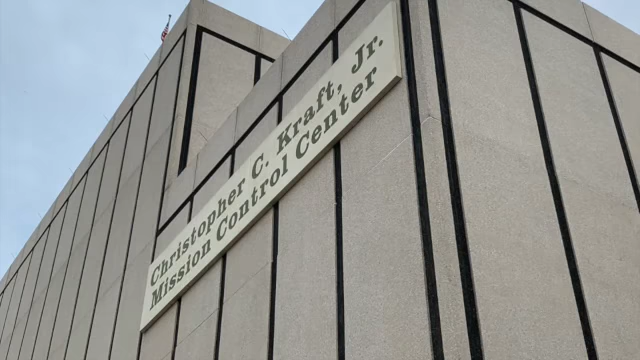 Christopher C. Kraft, Jr.
Mission Control Center